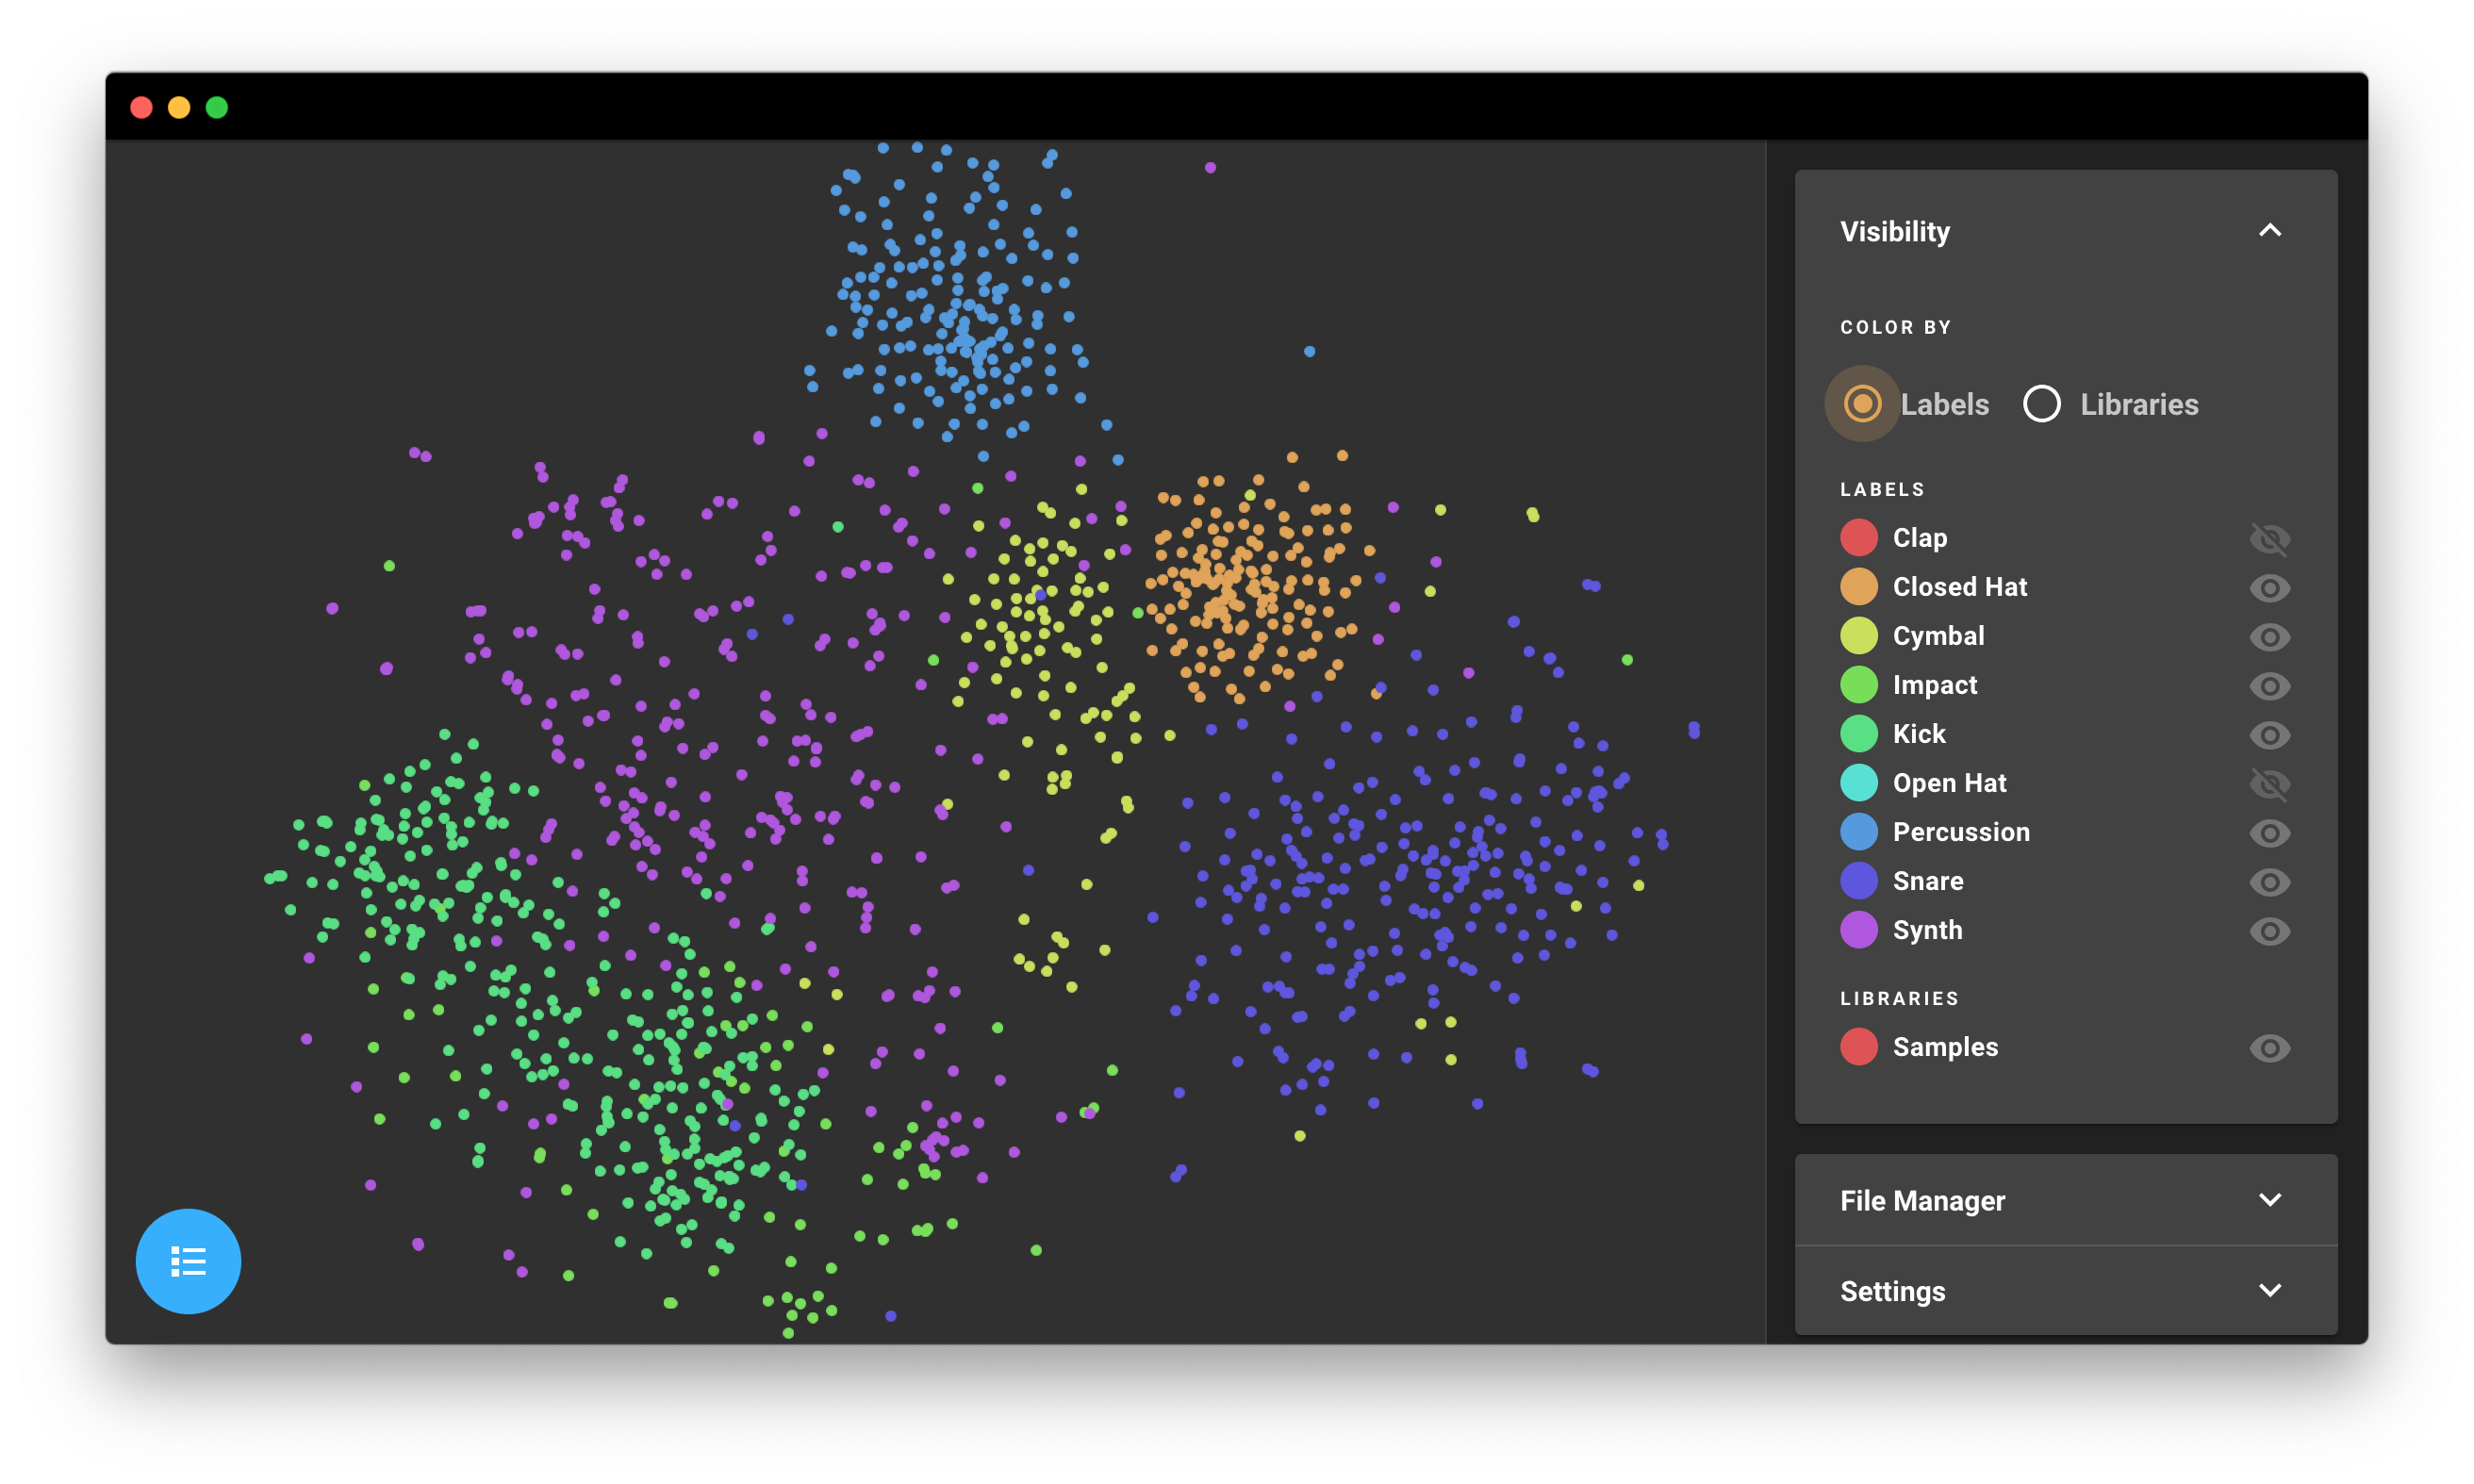 Visibility
COLOR BY
Labels Libraries
LABELS
Clap
Closed Hat
Cymbal
Impact
Kick
Open Hat
Percussion
Snare
Synth
LIBRARIES
Samples
File Manager
Settings